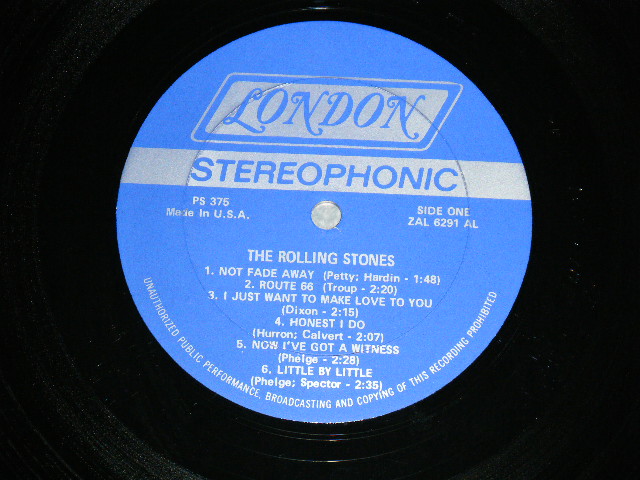 LONDON
STEREOPHONIC
PS 375
Made In U.S.A.
SIDE ONE
ZAL 6291 AL
THE ROLLING STONES
1. NOT FADE AWAY (Petty; Hardin - 1:48)
2. ROUTE 66 (Troup - 2:20)
3. I JUST WANT TO MAKE LOVE TO YOU
(Dixon - 2:15)
4. HONEST I DO
(Hurron; Calvert - 2:07)
5. NOW I'VE GOT A WITNESS
(Phelge - 2:28)
6. LITTLE BY LITTLE
(Phelge; Spector - 2:35)
UNAUTHORIZED PUBLIC PERFORMANCE, BROADCASTING AND COPYING OF THIS RECORDING PROHIBITED